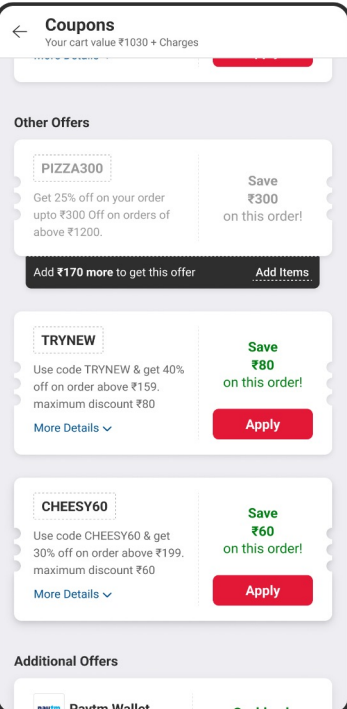 Coupons
Your cart value ₹1030 + Charges
More Details
Other Offers
PIZZA300
Get 25% off on your order
upto ₹300 Off on orders of
above ₹1200.
Save
₹300
on this order!
Add ₹170 more to get this offer
Add Items
TRYNEW
Use code TRYNEW & get 40%
off on order above ₹159.
maximum discount ₹80
More Details
Save
₹80
on this order!
Apply
CHEESY60
Use code CHEESY60 & get
30% off on order above ₹199.
maximum discount ₹60
More Details
Save
₹60
on this order!
Apply
Additional Offers
Paytm Wallet